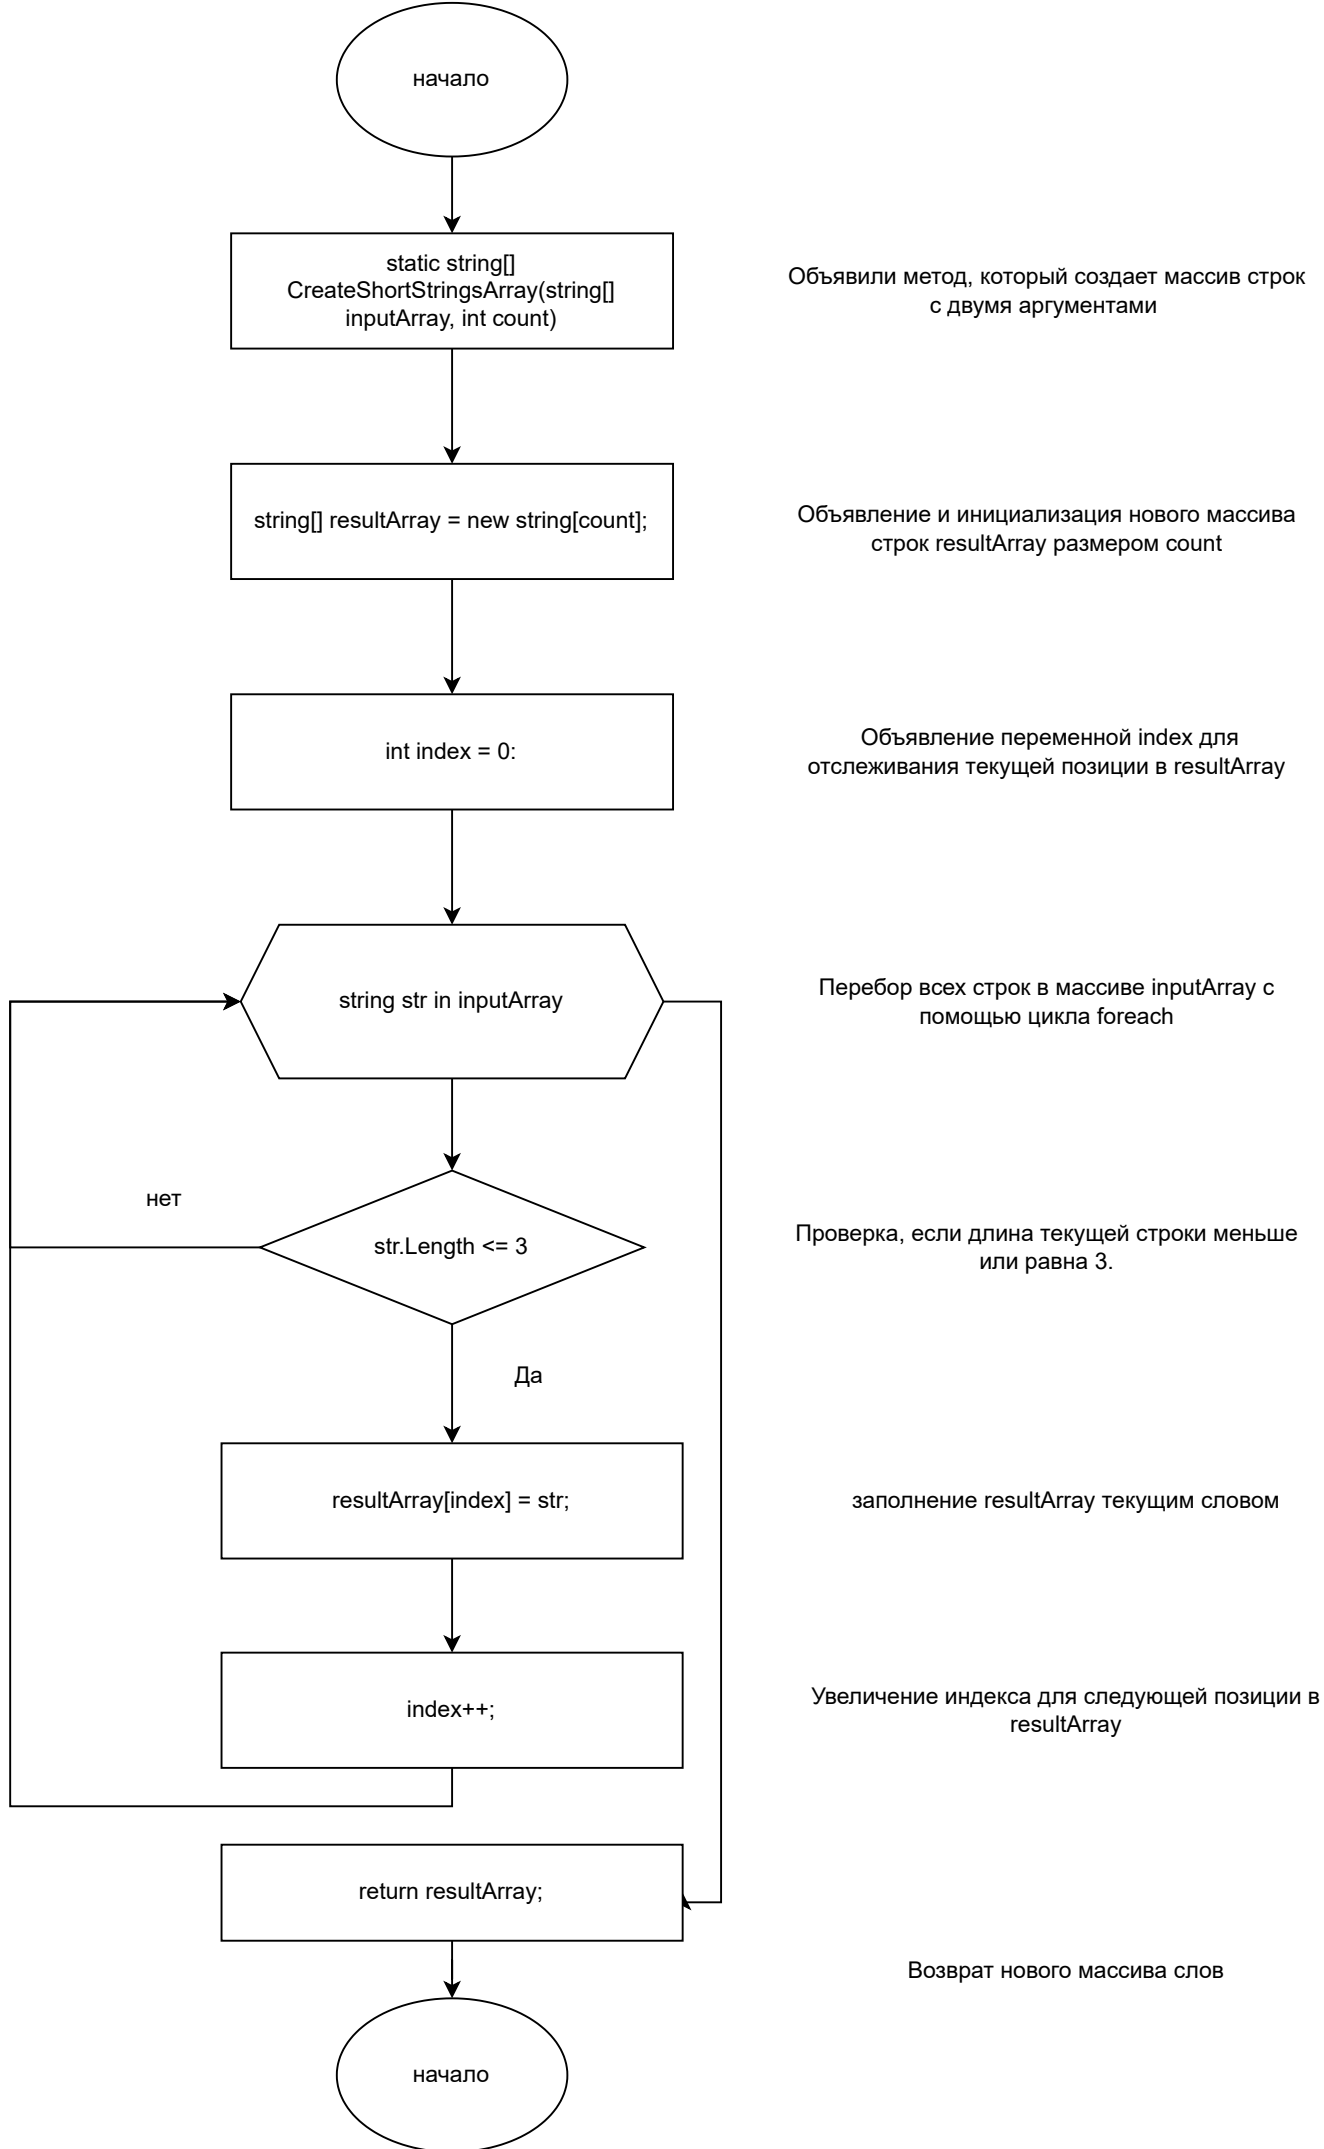 начало
static string[]
CreateShortStringsArray(string[]
inputArray, int count)
Объявили метод, который создает массив строк
с двумя аргументами
string[] resultArray = new string[count];
Объявление и инициализация нового массива
строк resultArray размером count
int index = 0:
Объявление переменной index для
отслеживания текущей позиции в resultArray
string str in inputArray
Перебор всех строк в массиве inputArray с
помощью цикла foreach
нет
str.Length <= 3
Проверка, если длина текущей строки меньше
или равна 3.
Да
resultArray[index] = str;
заполнение resultArray текущим словом
index++;
Увеличение индекса для следующей позиции в
resultArray
return resultArray;
Возврат нового массива слов
начало